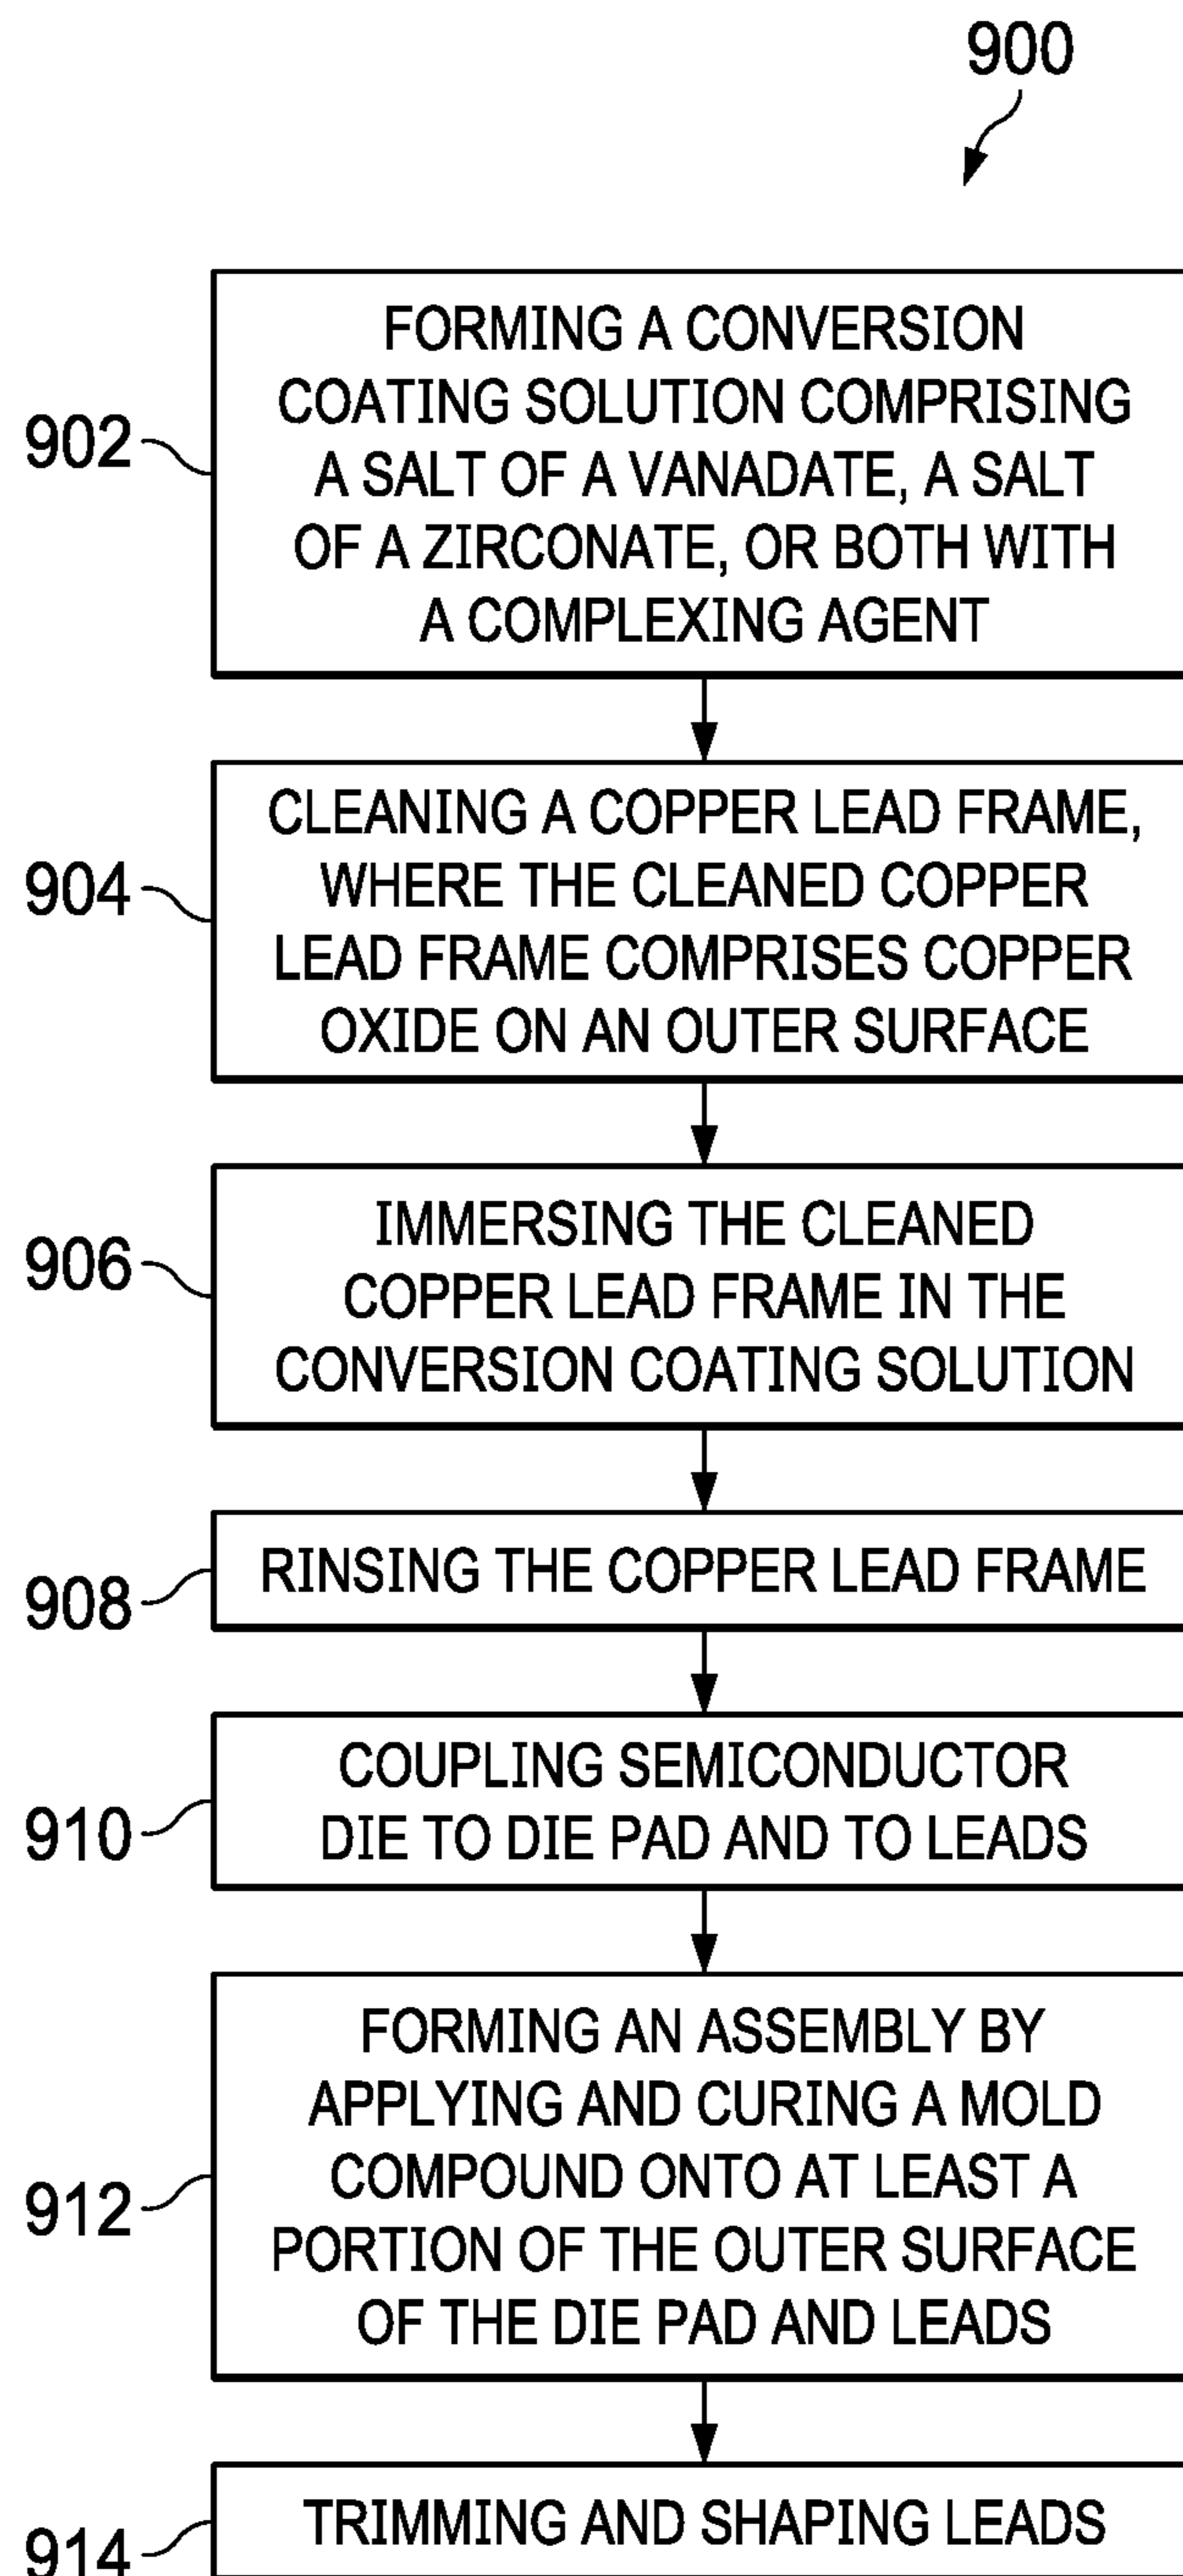 900
902
FORMING A CONVERSION
COATING SOLUTION COMPRISING
A SALT OF A VANADATE, A SALT
OF A ZIRCONATE, OR BOTH WITH
A COMPLEXING AGENT
904
CLEANING A COPPER LEAD FRAME,
WHERE THE CLEANED COPPER
LEAD FRAME COMPRISES COPPER
OXIDE ON AN OUTER SURFACE
906
IMMERSING THE CLEANED
COPPER LEAD FRAME IN THE
CONVERSION COATING SOLUTION
908
RINSING THE COPPER LEAD FRAME
910
COUPLING SEMICONDUCTOR
DIE TO DIE PAD AND TO LEADS
912
FORMING AN ASSEMBLY BY
APPLYING AND CURING A MOLD
COMPOUND ONTO AT LEAST A
PORTION OF THE OUTER SURFACE
OF THE DIE PAD AND LEADS
914
TRIMMING AND SHAPING LEADS